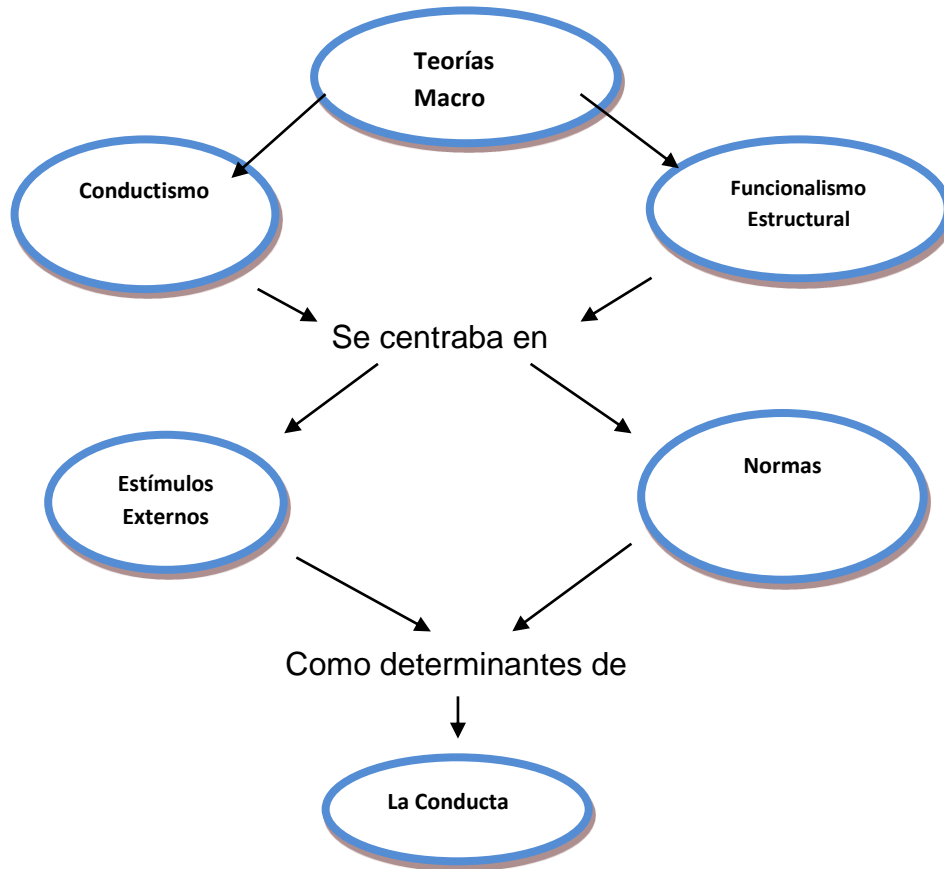 Teorías
Macro
Conductismo
Funcionalismo
Estructural
Se centraba en
Estímulos
Externos
Normas
Como determinantes de
La Conducta